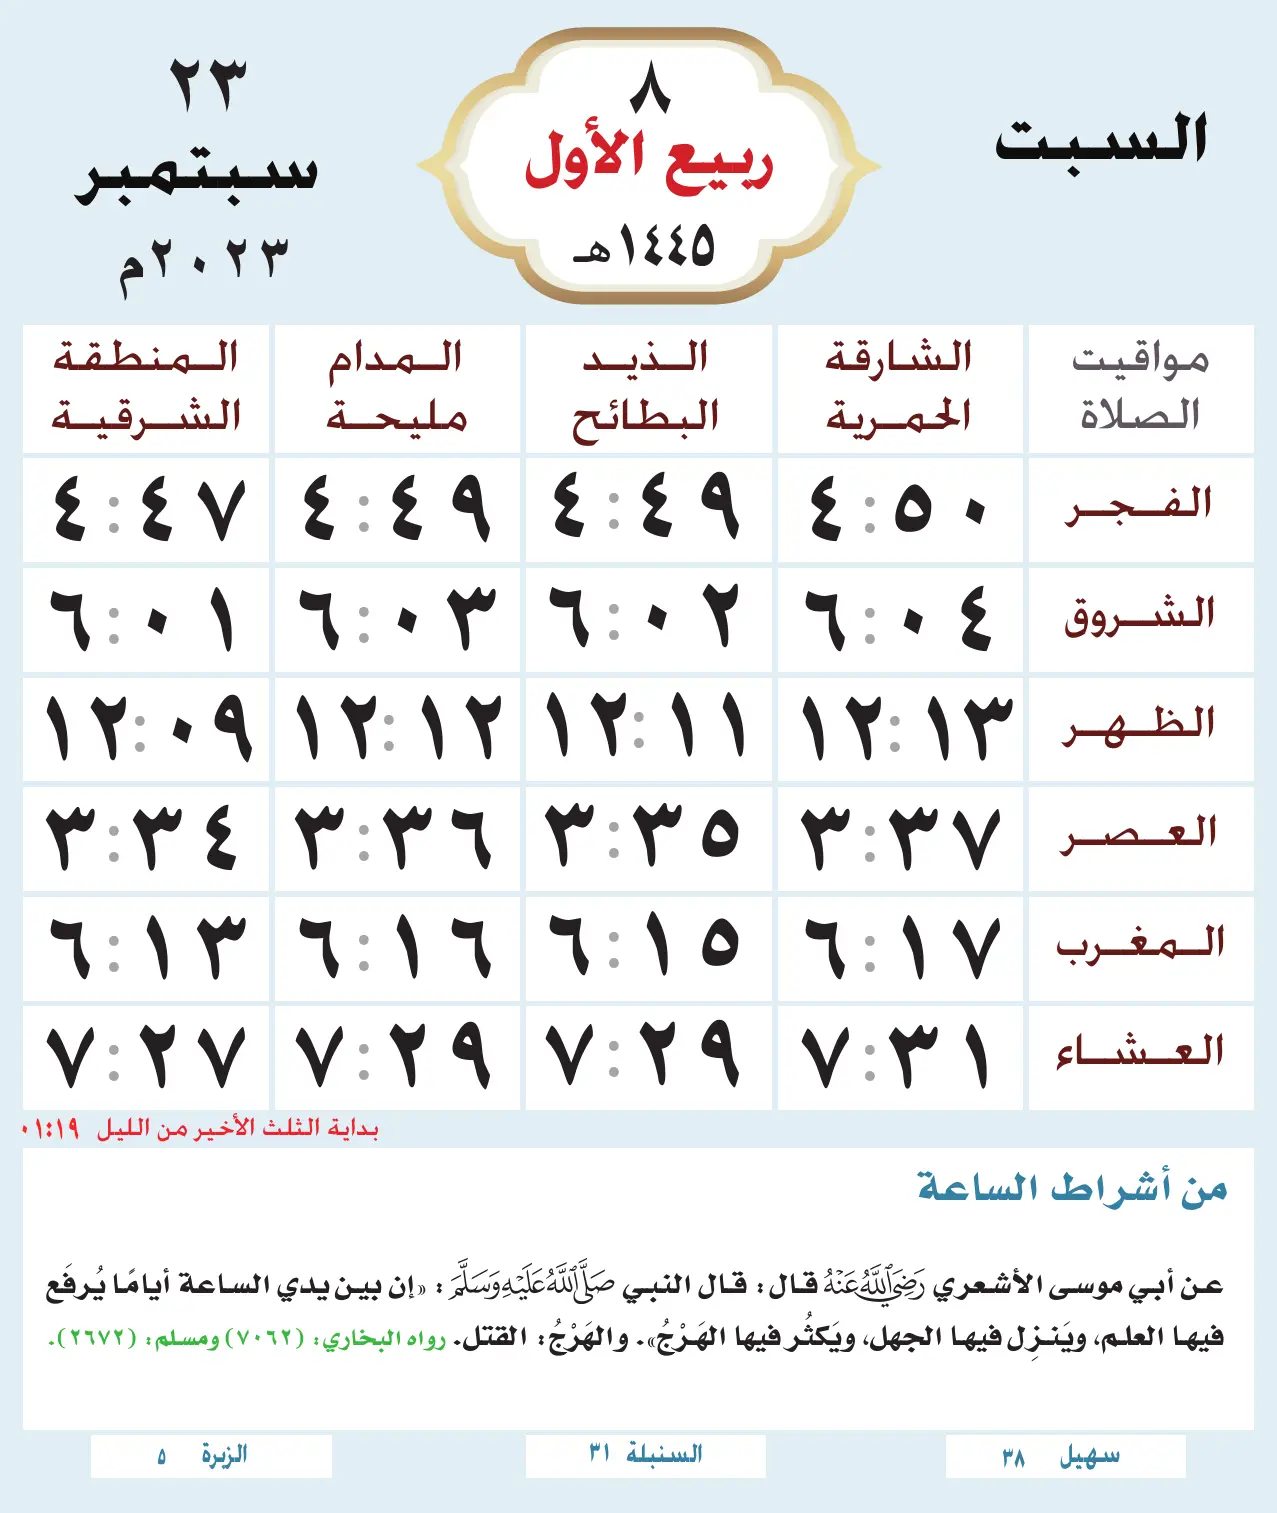 السبت
٨
ربيع الأول
١٤٤٥هـ
٢٣
سبتمبر
٢٠٢٣م
مواقيت الصلاة الشارقة الحمرية الذيد البطائح المدام مليحة المنطقة الشرقية
الفجر ٤:٥٠ ٤:٤٩ ٤:٤٩ ٤:٤٧
الشروق ٦:٠٤ ٦:٠٢ ٦:٠٣ ٦:٠١
الظهر ١٢:١٣ ١٢:١١ ١٢:١٢ ١٢:٠٩
العصر ٣:٣٧ ٣:٣٥ ٣:٣٦ ٣:٣٤
المغرب ٦:١٧ ٦:١٥ ٦:١٦ ٦:١٣
العشاء ٧:٣١ ٧:٢٩ ٧:٢٩ ٧:٢٧
بداية الثلث الأخير من الليل ٠١:١٩
من أشراط الساعة
عن أبي موسى الأشعري رَضِيَ اللَّهُ عَنْهُ قال: قال النبي صَلَّى اللَّهُ عَلَيْهِ وَسَلَّمَ: «إن بين يدي الساعة أيامًا يُرفَع
فيها العلم، ويَنزِل فيها الجهل، ويَكثُر فيها الهَرْجُ». والهَرْجُ: القتل. رواه البخاري: (٧٠٦٢) ومسلم: (٢٦٧٢).
سهيل ٣٨ السنبلة ٣١ الزبرة ٥